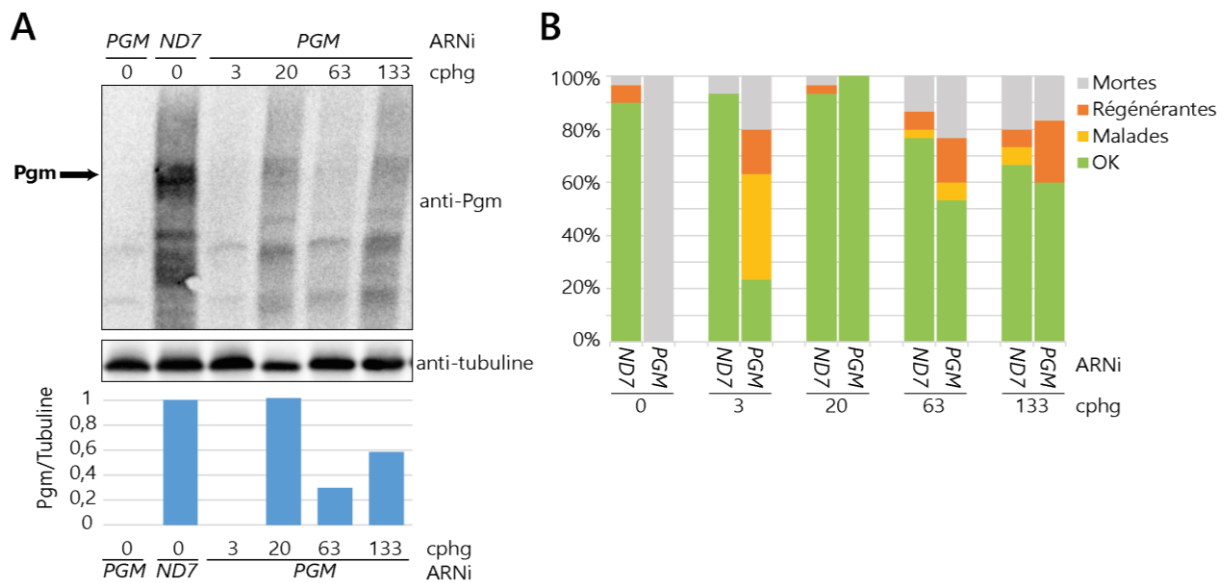 A
PGM ND7 PGM ARNi
0 0 3 20 63 133 cphg
Pgm
anti-Pgm
anti-tubuline
Pgm/Tubuline
1
0,8
0,6
0,4
0,2
0
0 0 3 20 63 133 cphg
PGM ND7 PGM ARNi
B
100%
80%
60%
40%
20%
0%
Mortes
Régénérantes
Malades
OK
ND7 PGM ND7 PGM ND7 PGM ND7 PGM ND7 PGM ARNi
0 3 20 63 133 cphg